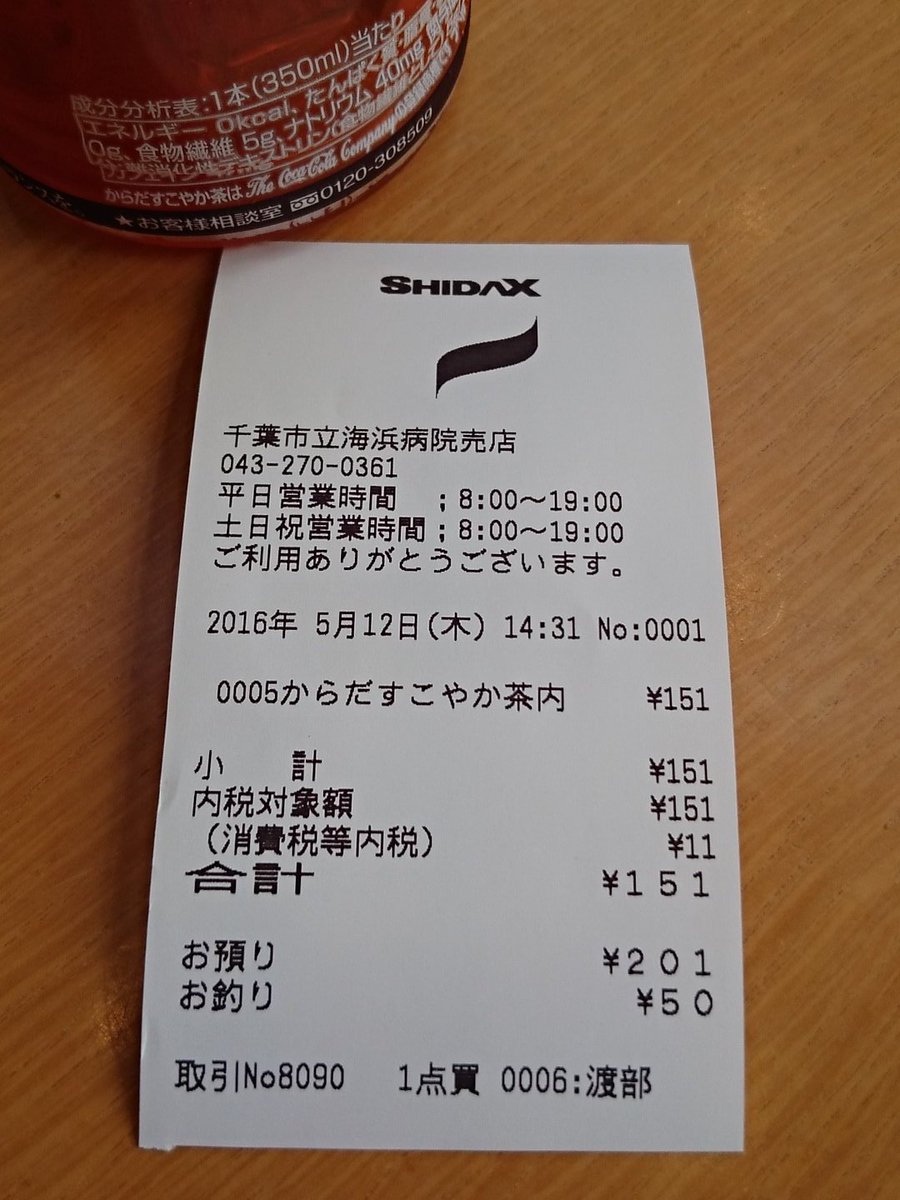 成分分析表:1本(350ml)当たり
エネルギー 0kcal、たんぱく質・脂質・
0g、食物繊維 5g、ナトリウム 40mg
からだすこやか茶は The Coca-Cola Company
★お客様相談室 0120-308509
SHIDAX
千葉市立海浜病院売店
043-270-0361
平日営業時間 ;8:00〜19:00
土日祝営業時間;8:00〜19:00
ご利用ありがとうございます。
2016年 5月12日(木) 14:31 No:0001
0005からだすこやか茶内 ¥151
小 計 ¥151
内税対象額 ¥151
(消費税等内税) ¥11
合計 ¥151
お預り ¥201
お釣り ¥50
取引No8090 1点買 0006:渡部